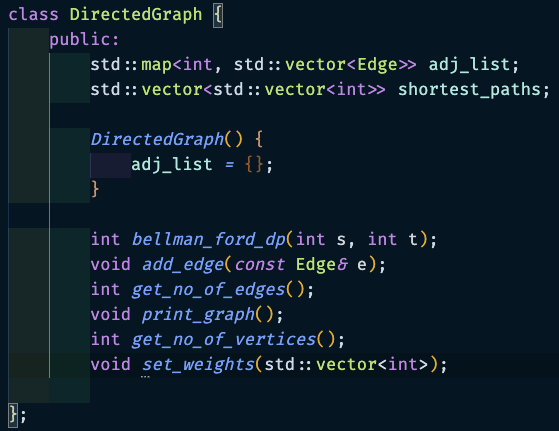 class DirectedGraph {
    public:
        std::map<int, std::vector<Edge>> adj_list;
        std::vector<std::vector<int>> shortest_paths;

        DirectedGraph() {
            adj_list = {};
        }

        int bellman_ford_dp(int s, int t);
        void add_edge(const Edge& e);
        int get_no_of_edges();
        void print_graph();
        int get_no_of_vertices();
        void set_weights(std::vector<int>);

};